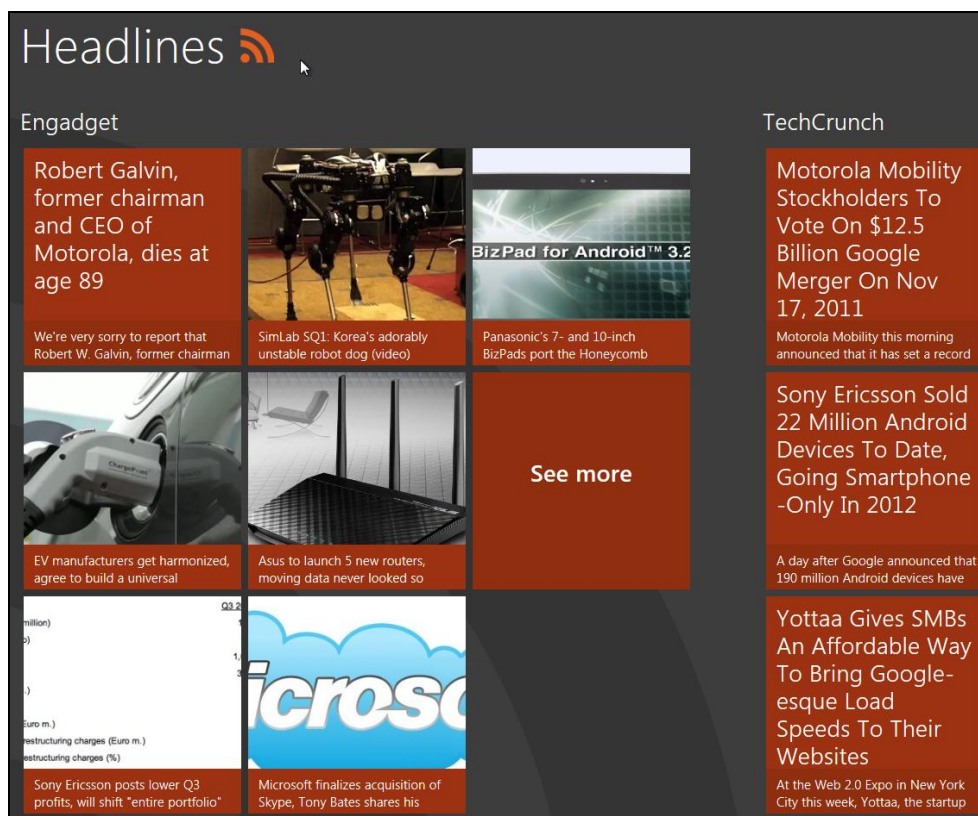 Headlines
Engadget
Robert Galvin,
former chairman
and CEO of
Motorola, dies at
age 89
We're very sorry to report that
Robert W. Galvin, former chairman
SimLab SQ1: Korea's adorably
unstable robot dog (video)
BizPad for Android™ 3.2
Panasonic's 7- and 10-inch
BizPads port the Honeycomb
ChargePoint
EV manufacturers get harmonized,
agree to build a universal
Asus to launch 5 new routers,
moving data never looked so
See more
Q3 2
million)
Euro m.)
restructuring charges (Euro m.)
estructuring charges (%)
Sony Ericsson posts lower Q3
profits, will shift "entire portfolio"
icroso
Microsoft finalizes acquisition of
Skype, Tony Bates shares his
TechCrunch
Motorola Mobility
Stockholders To
Vote On $12.5
Billion Google
Merger On Nov
17, 2011
Motorola Mobility this morning
announced that it has set a record
Sony Ericsson Sold
22 Million Android
Devices To Date,
Going Smartphone
-Only In 2012
A day after Google announced that
190 million Android devices have
Yottaa Gives SMBs
An Affordable Way
To Bring Google-
esque Load
Speeds To Their
Websites
At the Web 2.0 Expo in New York
City this week, Yottaa, the startup